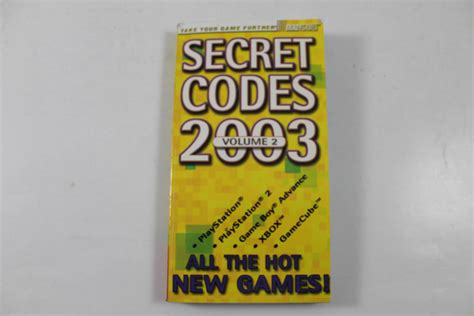 TAKE YOUR GAME FURTHER!
SECRET
CODES
2003
VOLUME 2
• PlayStation®
• PlayStation® 2
• Game Boy® Advance
• XBOX™
• GameCube™
ALL THE HOT
NEW GAMES!